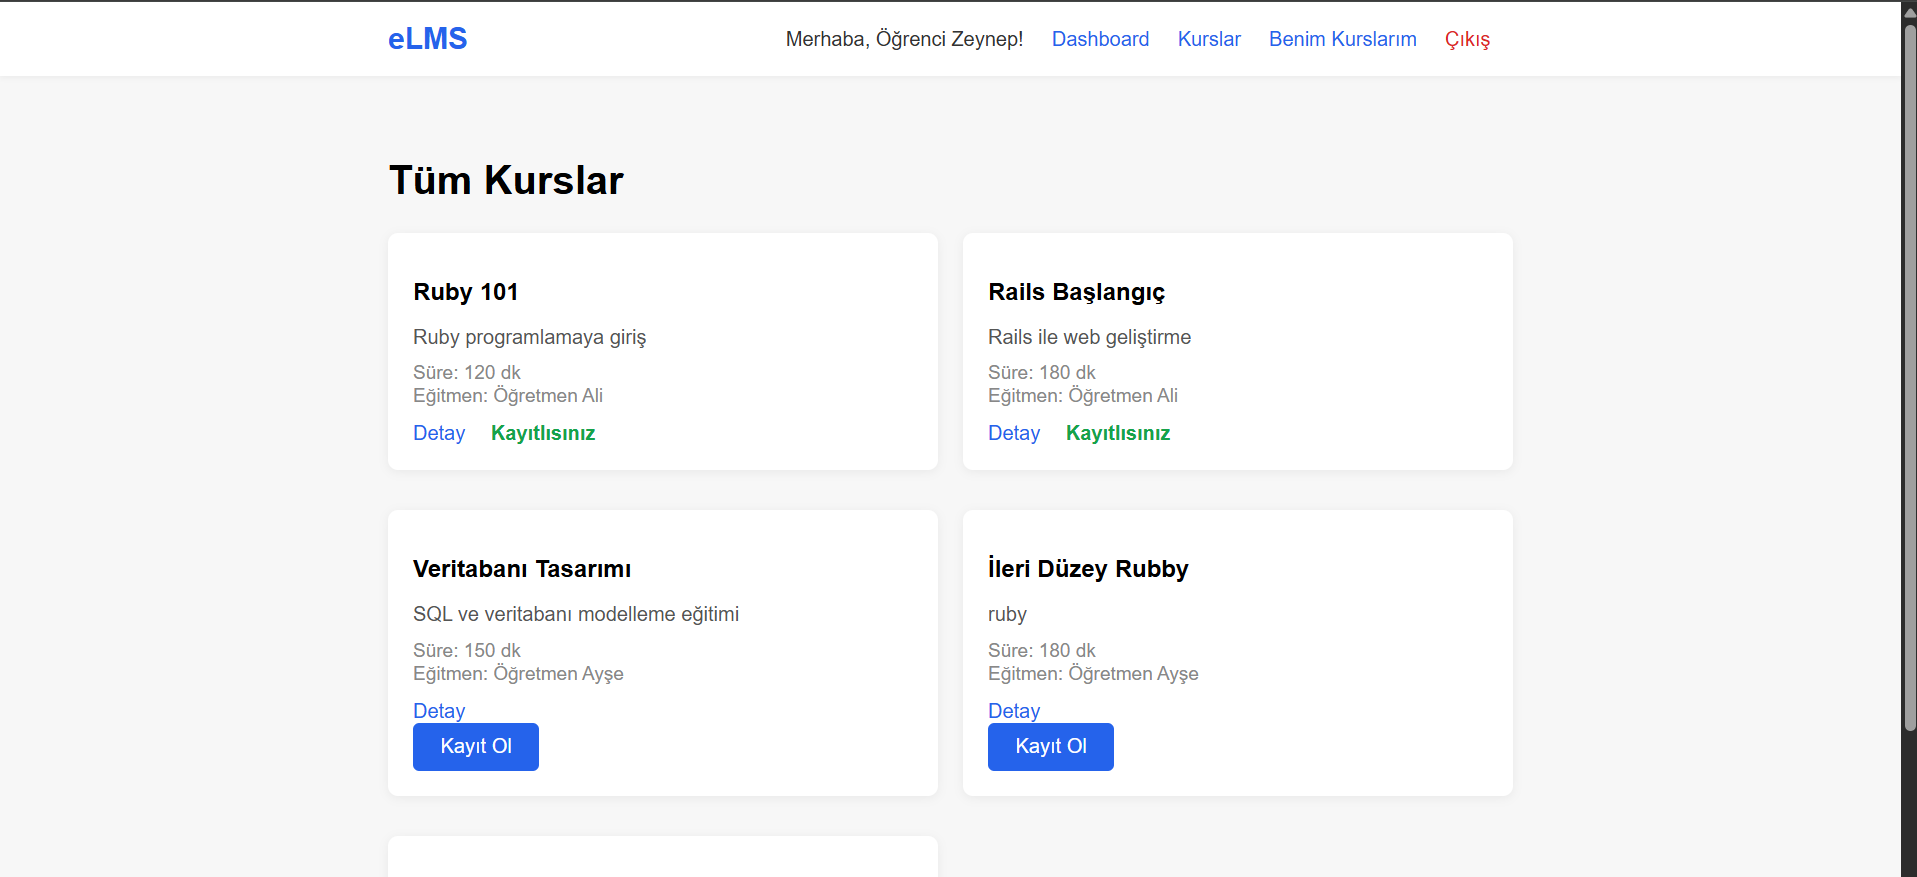 eLMS
Merhaba, Öğrenci Zeynep! Dashboard Kurslar Benim Kurslarım Çıkış
Tüm Kurslar
Ruby 101
Ruby programlamaya giriş
Süre: 120 dk
Eğitmen: Öğretmen Ali
Detay Kayıtlısınız
Rails Başlangıç
Rails ile web geliştirme
Süre: 180 dk
Eğitmen: Öğretmen Ali
Detay Kayıtlısınız
Veritabanı Tasarımı
SQL ve veritabanı modelleme eğitimi
Süre: 150 dk
Eğitmen: Öğretmen Ayşe
Detay
Kayıt Ol
İleri Düzey Rubby
ruby
Süre: 180 dk
Eğitmen: Öğretmen Ayşe
Detay
Kayıt Ol